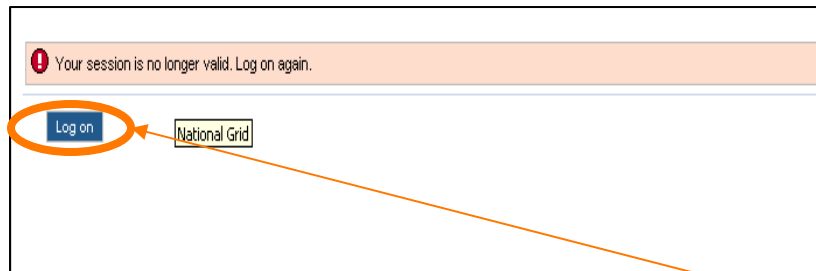 Your session is no longer valid. Log on again.
Log on
National Grid